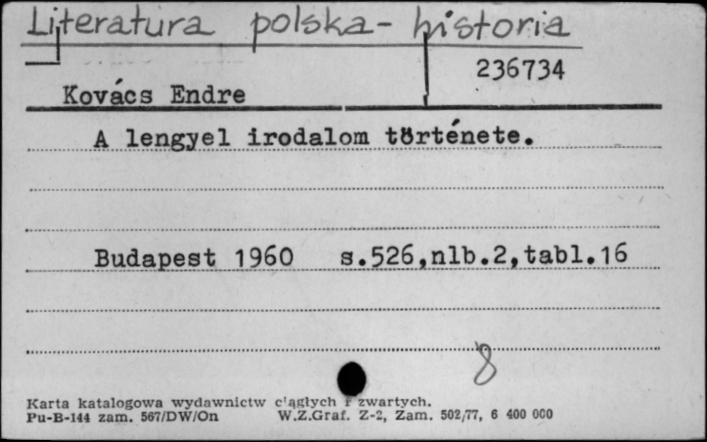 Literatura polska - historia
236734
Kovács Endre
A lengyel irodalom története.
Budapest 1960 s.526,nlb.2,tabl.16
8
Karta katalogowa wydawnictw ciągłych i zwartych.
Pu-B-144 zam. 567/DW/On W.Z.Graf. Z-2, Zam. 502/77, 6 400 000